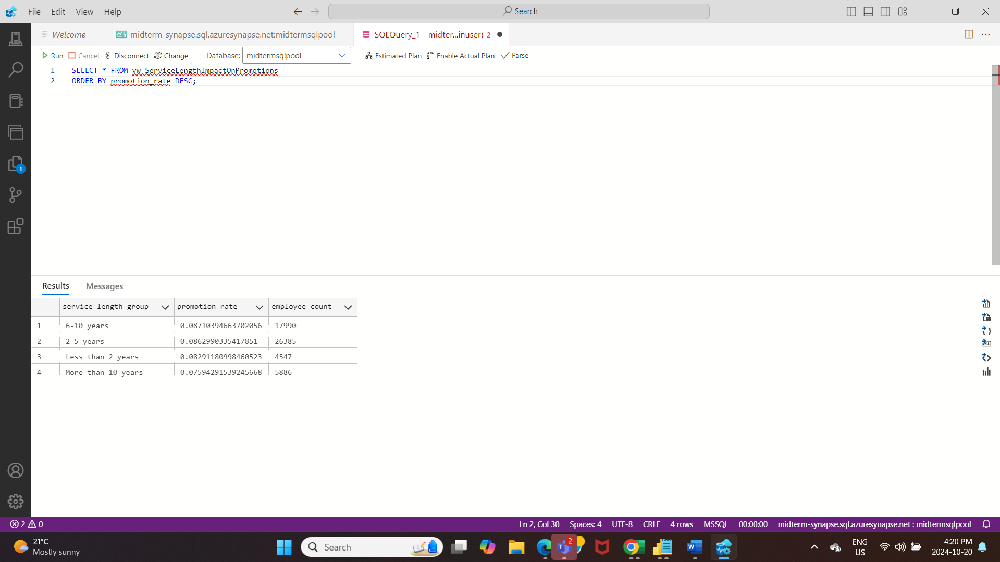 File Edit View Help
Search
Welcome
midterm-synapse.sql.azuresynapse.net:midtermsqlpool
SQLQuery_1 - midter...inuser) 2
Run Cancel Disconnect Change Database: midtermsqlpool Estimated Plan Enable Actual Plan Parse
1 SELECT * FROM vw_ServiceLengthImpactOnPromotions
2 ORDER BY promotion_rate DESC;
1
Results Messages
service_length_group promotion_rate employee_count
1 6-10 years 0.08710394663702056 17990
2 2-5 years 0.0862990335417851 26385
3 Less than 2 years 0.08291180998460523 4547
4 More than 10 years 0.07594291539245668 5886
2 0
Ln 2, Col 30 Spaces: 4 UTF-8 CRLF 4 rows MSSQL 00:00:00 midterm-synapse.sql.azuresynapse.net : midtermsqlpool
21°C
Mostly sunny
Search
2
ENG
US
4:20 PM
2024-10-20